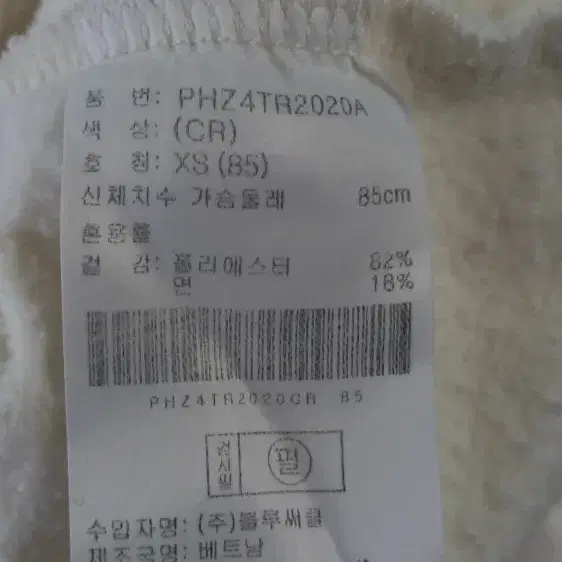 품 번: PHZ4TR2020A
색 상: (CR)
호 칭: XS (85)
신체치수 가슴둘레 85cm
혼용률
겉 감: 폴리에스터 82%
면 18%
PHZ4TR2020CR 85
검사필 필
수입자명: (주)블루써클
제조국명: 베트남